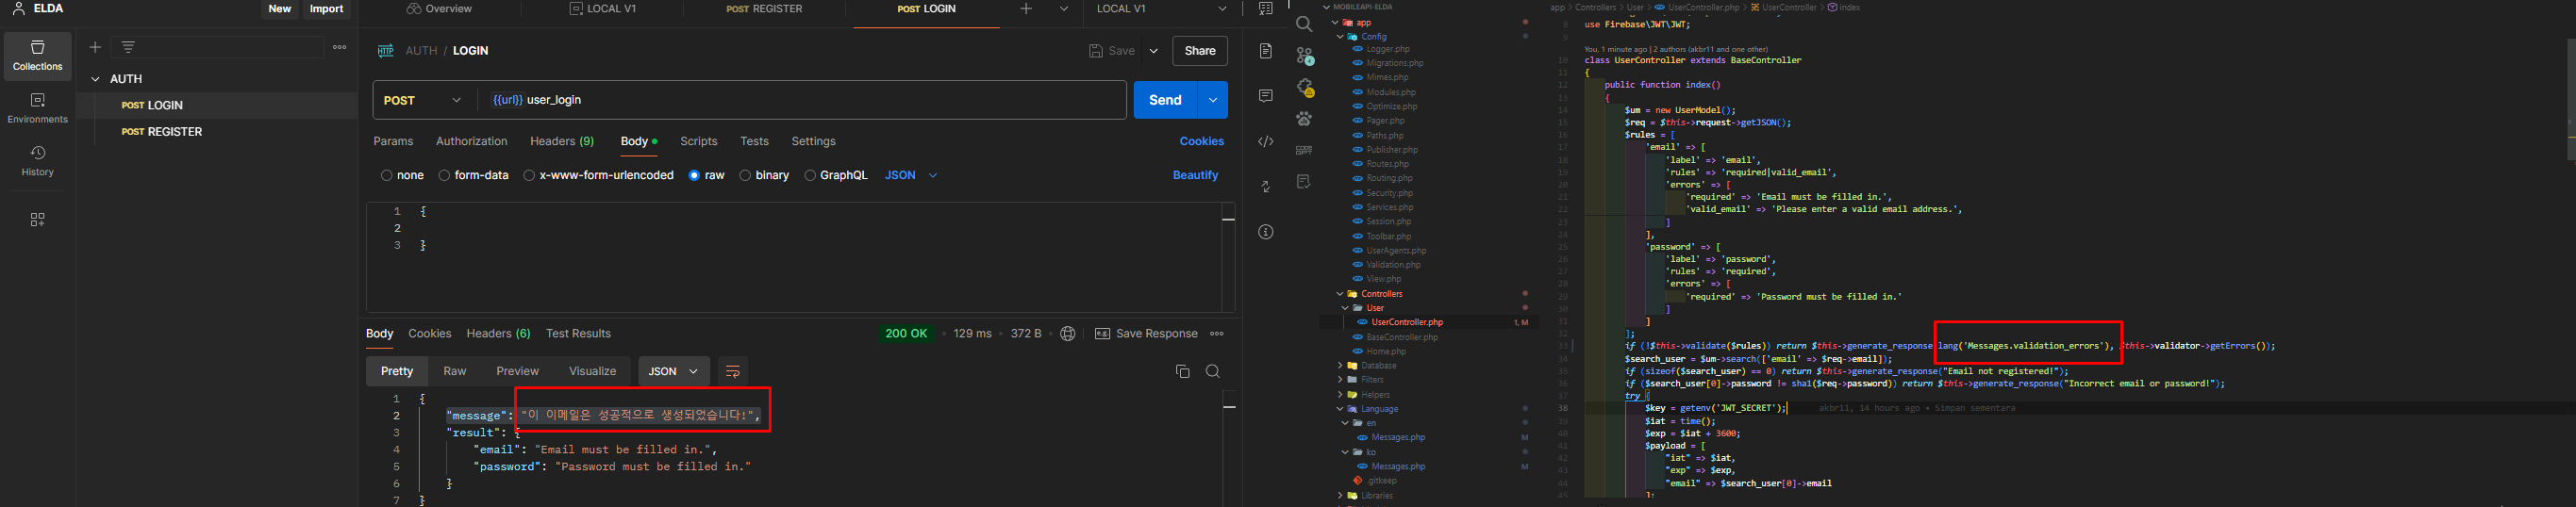 ELDA
New
Import
Overview
LOCAL V1
POST REGISTER
POST LOGIN
LOCAL V1
Collections
Environments
History
AUTH
POST LOGIN
POST REGISTER
HTTP AUTH / LOGIN
Save
Share
POST
{{url}} user_login
Send
Params
Authorization
Headers (9)
Body
Scripts
Tests
Settings
Cookies
none
form-data
x-www-form-urlencoded
raw
binary
GraphQL
JSON
Beautify
1 {
2
3 }
Body
Cookies
Headers (6)
Test Results
200 OK
129 ms
372 B
Save Response
Pretty
Raw
Preview
Visualize
JSON
1 {
2 "message": "이 이메일은 성공적으로 생성되었습니다!",
3 "result": {
4 "email": "Email must be filled in.",
5 "password": "Password must be filled in."
6 }
7 }
MOBILEAPI-ELDA
app
Config
Logger.php
Migrations.php
Mimes.php
Modules.php
Optimize.php
Pager.php
Paths.php
Publisher.php
Routes.php
Routing.php
Security.php
Services.php
Session.php
Toolbar.php
UserAgents.php
Validation.php
View.php
Controllers
User
UserController.php 1, M
BaseController.php
Home.php
Database
Filters
Helpers
Language
en
Messages.php M
ko
Messages.php M
.gitkeep
Libraries
app > Controllers > User > UserController.php > UserController > index
8 use Firebase\JWT\JWT;
9
You, 1 minute ago | 2 authors (akbr11 and one other)
10 class UserController extends BaseController
11 {
12 public function index()
13 {
14 $um = new UserModel();
15 $req = $this->request->getJSON();
16 $rules = [
17 'email' => [
18 'label' => 'email',
19 'rules' => 'required|valid_email',
20 'errors' => [
21 'required' => 'Email must be filled in.',
22 'valid_email' => 'Please enter a valid email address.',
23 ]
24 ],
25 'password' => [
26 'label' => 'password',
27 'rules' => 'required',
28 'errors' => [
29 'required' => 'Password must be filled in.'
30 ]
31 ]
32 ];
33 if (!$this->validate($rules)) return $this->generate_response(lang('Messages.validation_errors'), $this->validator->getErrors());
34 $search_user = $um->search(['email' => $req->email]);
35 if (sizeof($search_user) == 0) return $this->generate_response("Email not registered!");
36 if ($search_user[0]->password != sha1($req->password)) return $this->generate_response("Incorrect email or password!");
37 try {
38 $key = getenv('JWT_SECRET'); akbr11, 14 hours ago • Simpan sementara
39 $iat = time();
40 $exp = $iat + 3600;
41 $payload = [
42 "iat" => $iat,
43 "exp" => $exp,
44 "email" => $search_user[0]->email
45 ];